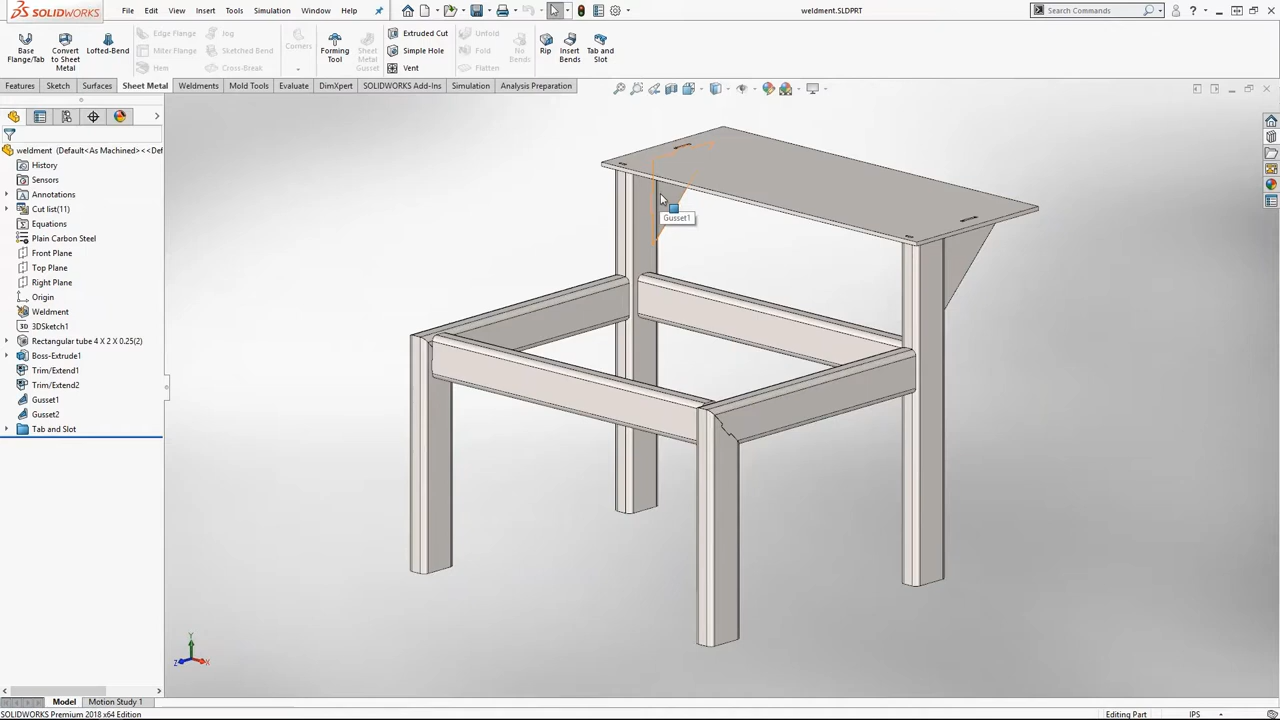 SOLIDWORKS
File Edit View Insert Tools Simulation Window Help
weldment.SLDPRT
Search Commands
Base Flange/Tab
Convert to Sheet Metal
Lofted-Bend
Edge Flange
Miter Flange
Hem
Jog
Sketched Bend
Cross-Break
Corners
Forming Tool
Sheet Metal Gusset
Extruded Cut
Simple Hole
Vent
Unfold
Fold
Flatten
No Bends
Rip
Insert Bends
Tab and Slot
Features Sketch Surfaces Sheet Metal Weldments Mold Tools Evaluate DimXpert SOLIDWORKS Add-Ins Simulation Analysis Preparation
weldment (Default<As Machined><<Def
History
Sensors
Annotations
Cut list(11)
Equations
Plain Carbon Steel
Front Plane
Top Plane
Right Plane
Origin
Weldment
3DSketch1
Rectangular tube 4 X 2 X 0.25(2)
Boss-Extrude1
Trim/Extend1
Trim/Extend2
Gusset1
Gusset2
Tab and Slot
Gusset1
Y
Z
X
Model Motion Study 1
SOLIDWORKS Premium 2018 x64 Edition
Editing Part
IPS